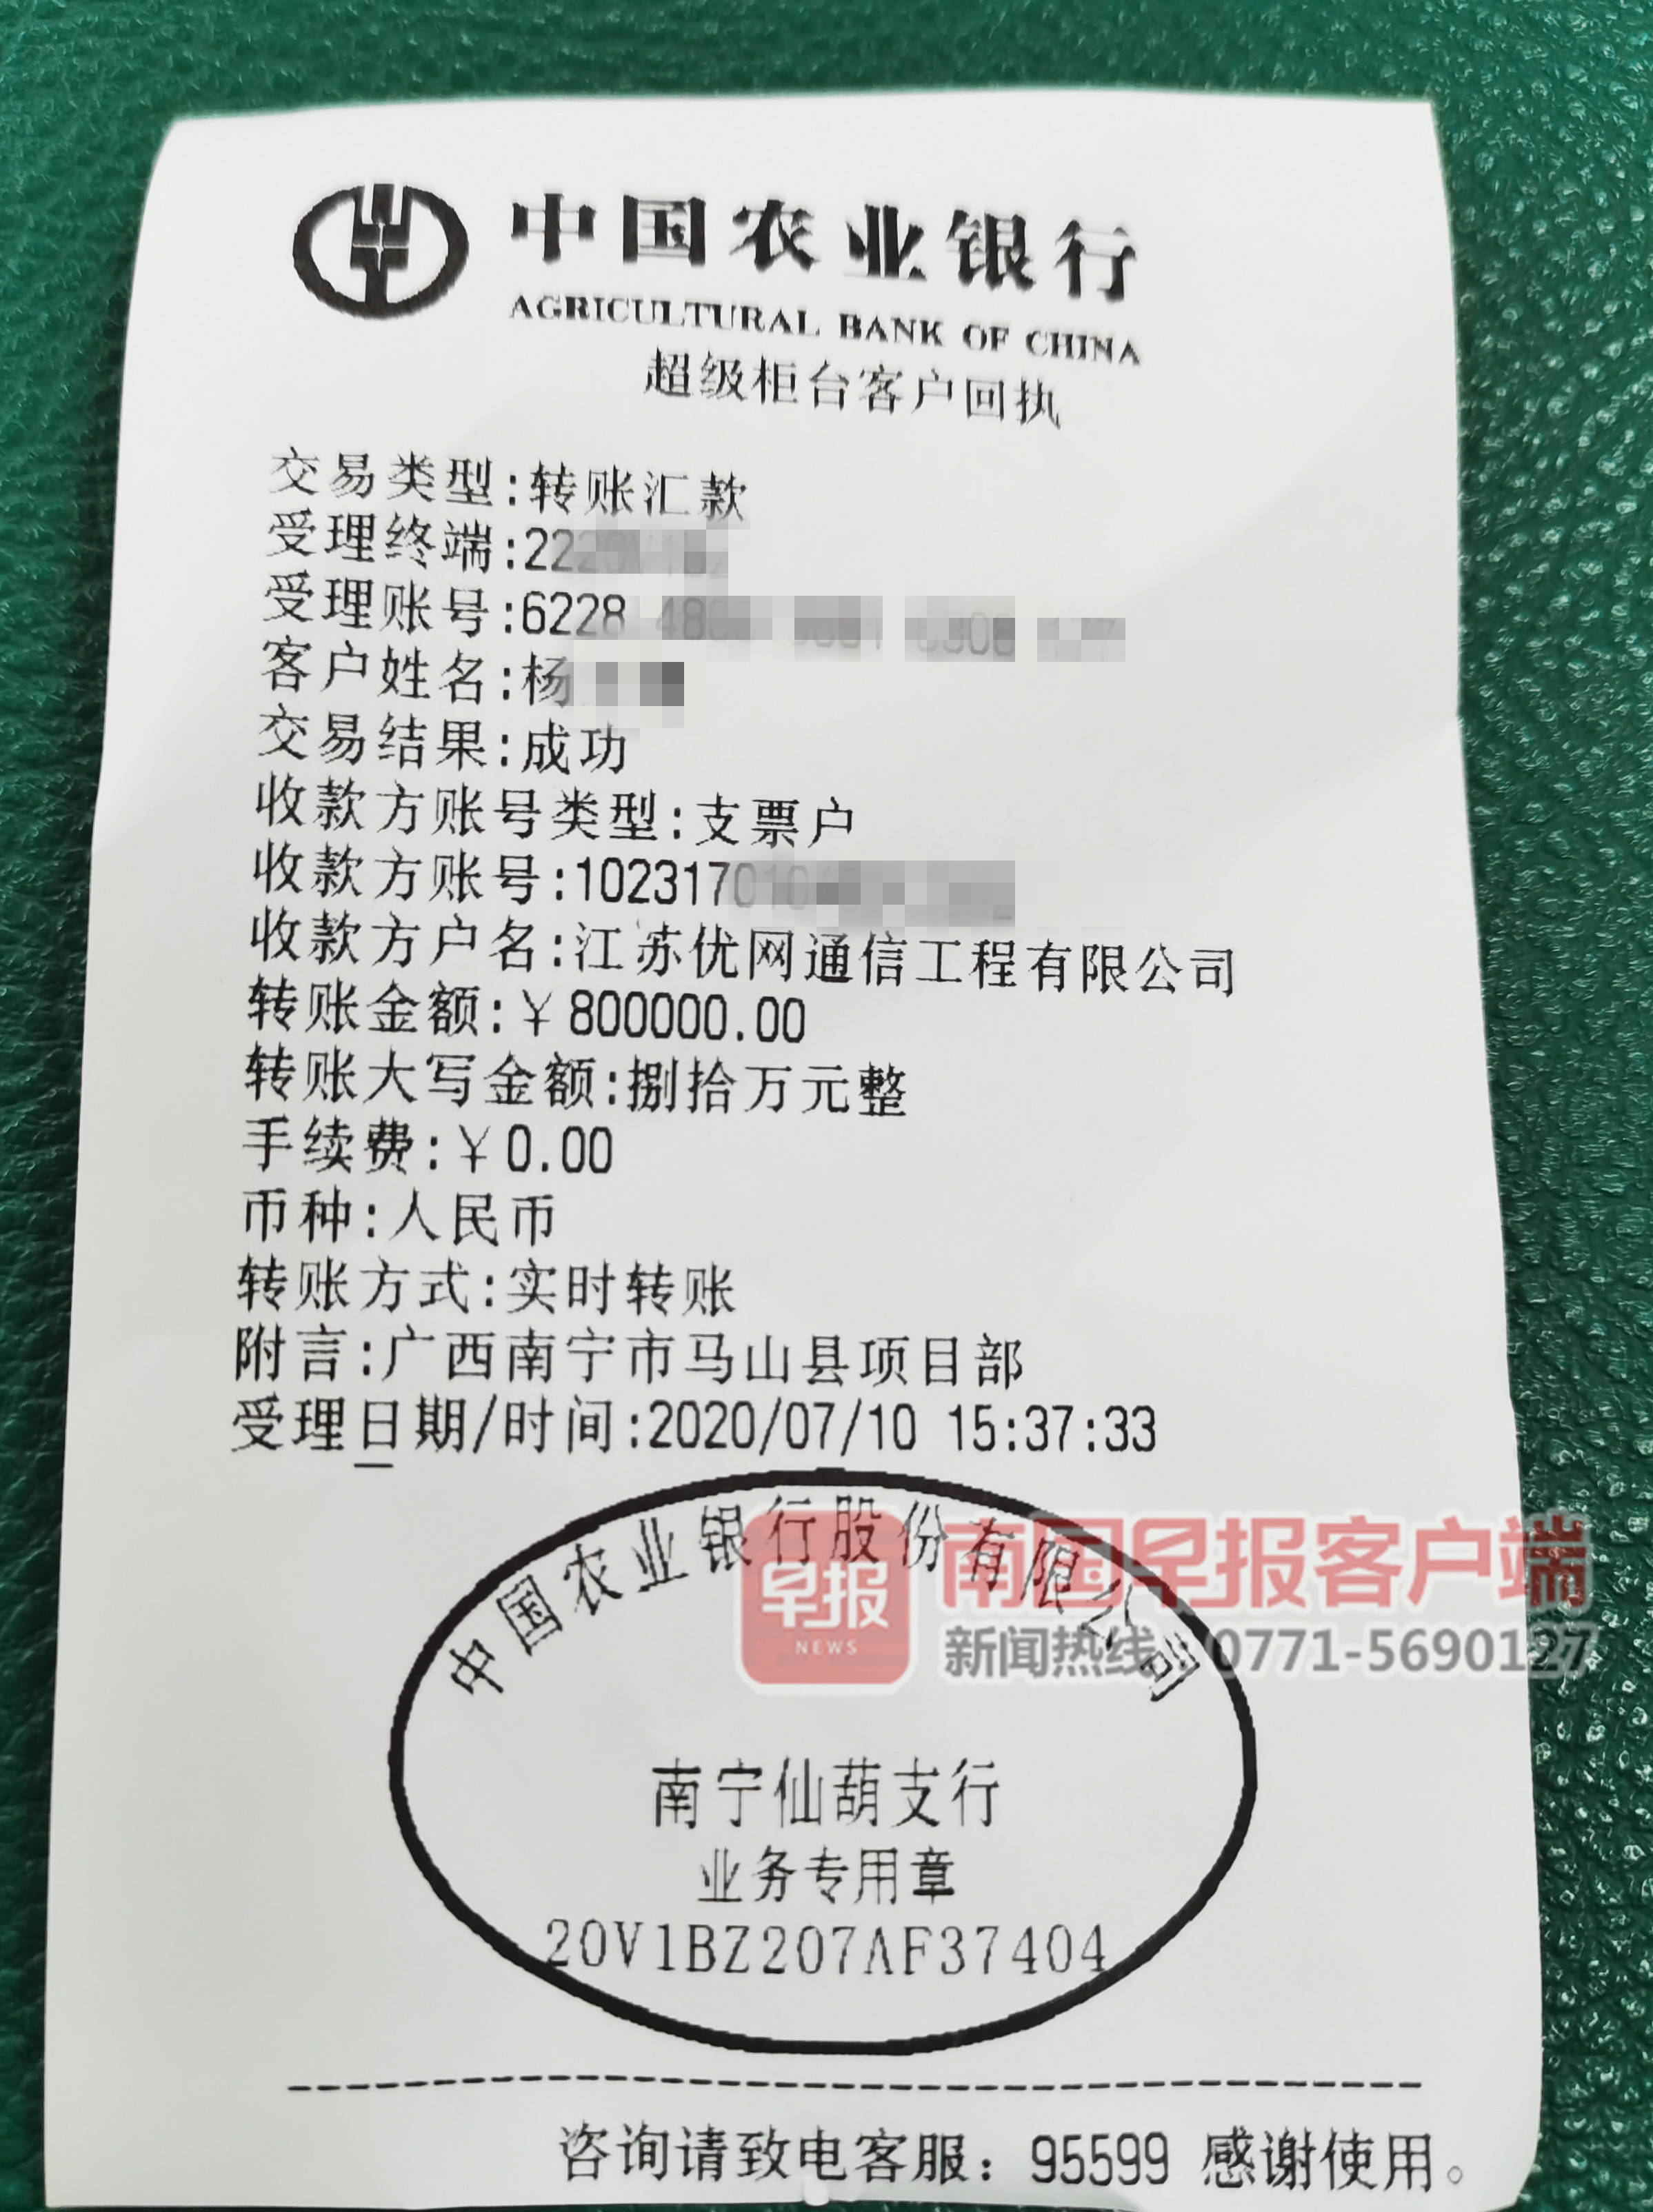 中国农业银行
AGRICULTURAL BANK OF CHINA
超级柜台客户回执
交易类型:转账汇款
受理终端:22
受理账号:6228
客户姓名:杨
交易结果:成功
收款方账号类型:支票户
收款方账号:102317
收款方户名:江苏优网通信工程有限公司
转账金额:￥800000.00
转账大写金额:捌拾万元整
手续费:￥0.00
币种:人民币
转账方式:实时转账
附言:广西南宁市马山县项目部
受理日期/时间:2020/07/10 15:37:33
中国农业银行股份有限公司
早报
NEWS
南国早报客户端
新闻热线：0771-5690127
南宁仙葫支行
业务专用章
20V1BZ207AF37404
咨询请致电客服：95599 感谢使用。